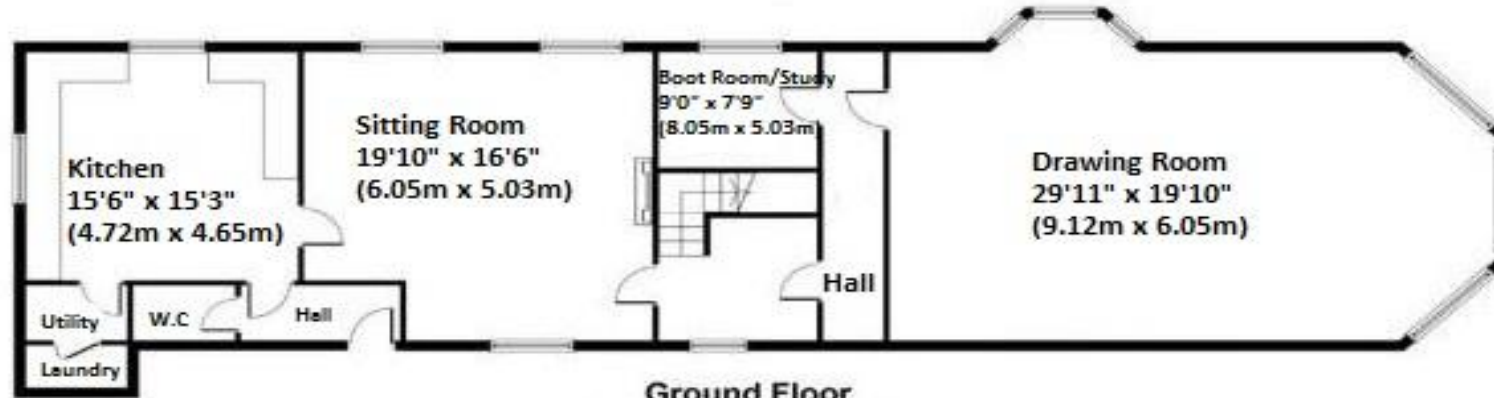 Kitchen
15'6" x 15'3"
(4.72m x 4.65m)
Sitting Room
19'10" x 16'6"
(6.05m x 5.03m)
Boot Room/Study
9'0" x 7'9"
(8.05m x 5.03m
Drawing Room
29'11" x 19'10"
(9.12m x 6.05m)
Hall
Utility
W.C
Hall
Laundry
Ground Floor